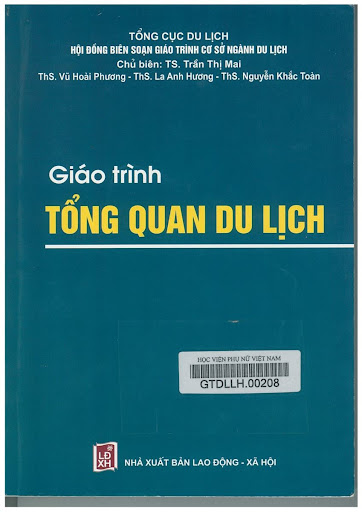 TỔNG CỤC DU LỊCH
HỘI ĐỒNG BIÊN SOẠN GIÁO TRÌNH CƠ SỞ NGÀNH DU LỊCH
Chủ biên: TS. Trần Thị Mai
ThS. Vũ Hoài Phương - ThS. La Anh Hương - ThS. Nguyễn Khắc Toàn
Giáo trình
TỔNG QUAN DU LỊCH
HỌC VIỆN PHỤ NỮ VIỆT NAM
GTDLLH.00208
LĐ
XH
NHÀ XUẤT BẢN LAO ĐỘNG - XÃ HỘI